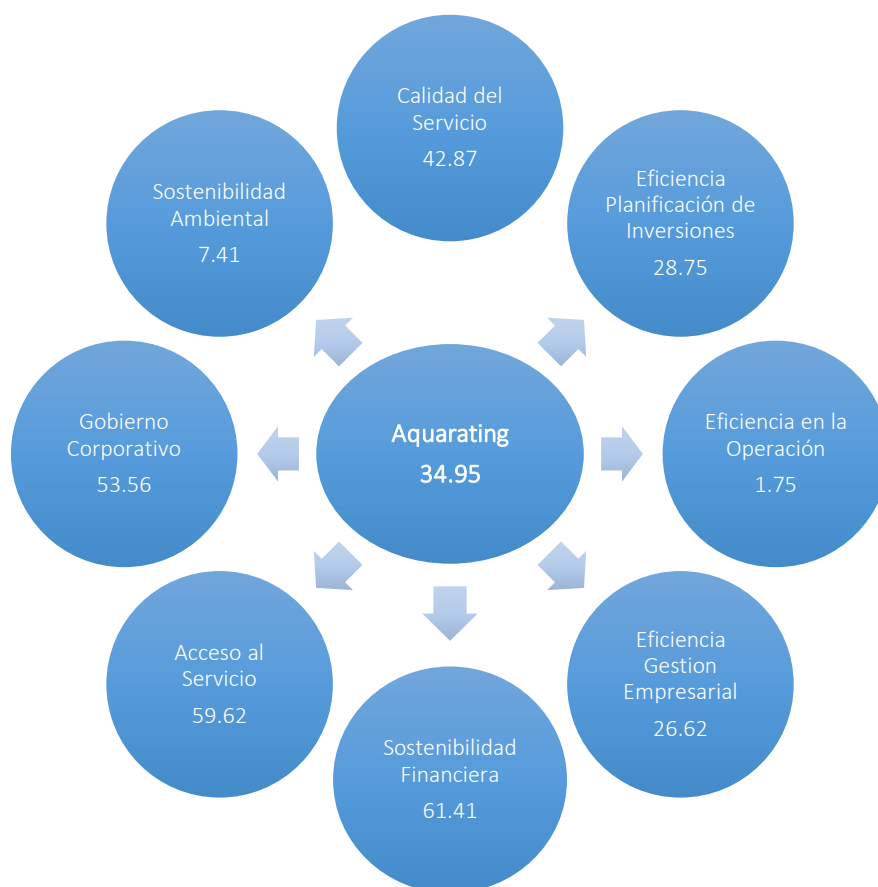 Calidad del
Servicio
42.87
Eficiencia
Planificación de
Inversiones
28.75
Sostenibilidad
Ambiental
7.41
Gobierno
Corporativo
53.56
Aquarating
34.95
Eficiencia en la
Operación
1.75
Acceso al
Servicio
59.62
Eficiencia
Gestion
Empresarial
26.62
Sostenibilidad
Financiera
61.41